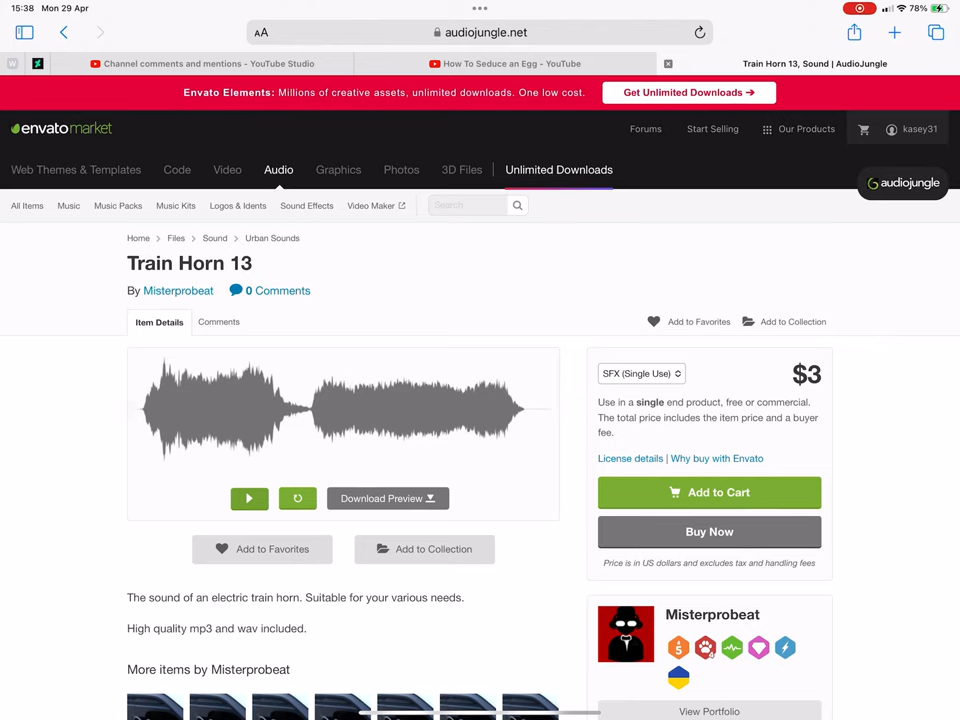 15:38 Mon 29 Apr
78%
AA
audiojungle.net
W
Channel comments and mentions - YouTube Studio
How To Seduce an Egg - YouTube
Train Horn 13, Sound | AudioJungle
Envato Elements: Millions of creative assets, unlimited downloads. One low cost.
Get Unlimited Downloads →
envatomarket
Forums
Start Selling
Our Products
kasey31
Web Themes & Templates
Code
Video
Audio
Graphics
Photos
3D Files
Unlimited Downloads
audiojungle
All Items
Music
Music Packs
Music Kits
Logos & Idents
Sound Effects
Video Maker
Search
Home > Files > Sound > Urban Sounds
Train Horn 13
By Misterprobeat
0 Comments
Item Details
Comments
Add to Favorites
Add to Collection
SFX (Single Use)
$3
Use in a single end product, free or commercial.
The total price includes the item price and a buyer
fee.
License details | Why buy with Envato
Download Preview
Add to Cart
Buy Now
Add to Favorites
Add to Collection
Price is in US dollars and excludes tax and handling fees
The sound of an electric train horn. Suitable for your various needs.
High quality mp3 and wav included.
Misterprobeat
5
4
More items by Misterprobeat
View Portfolio